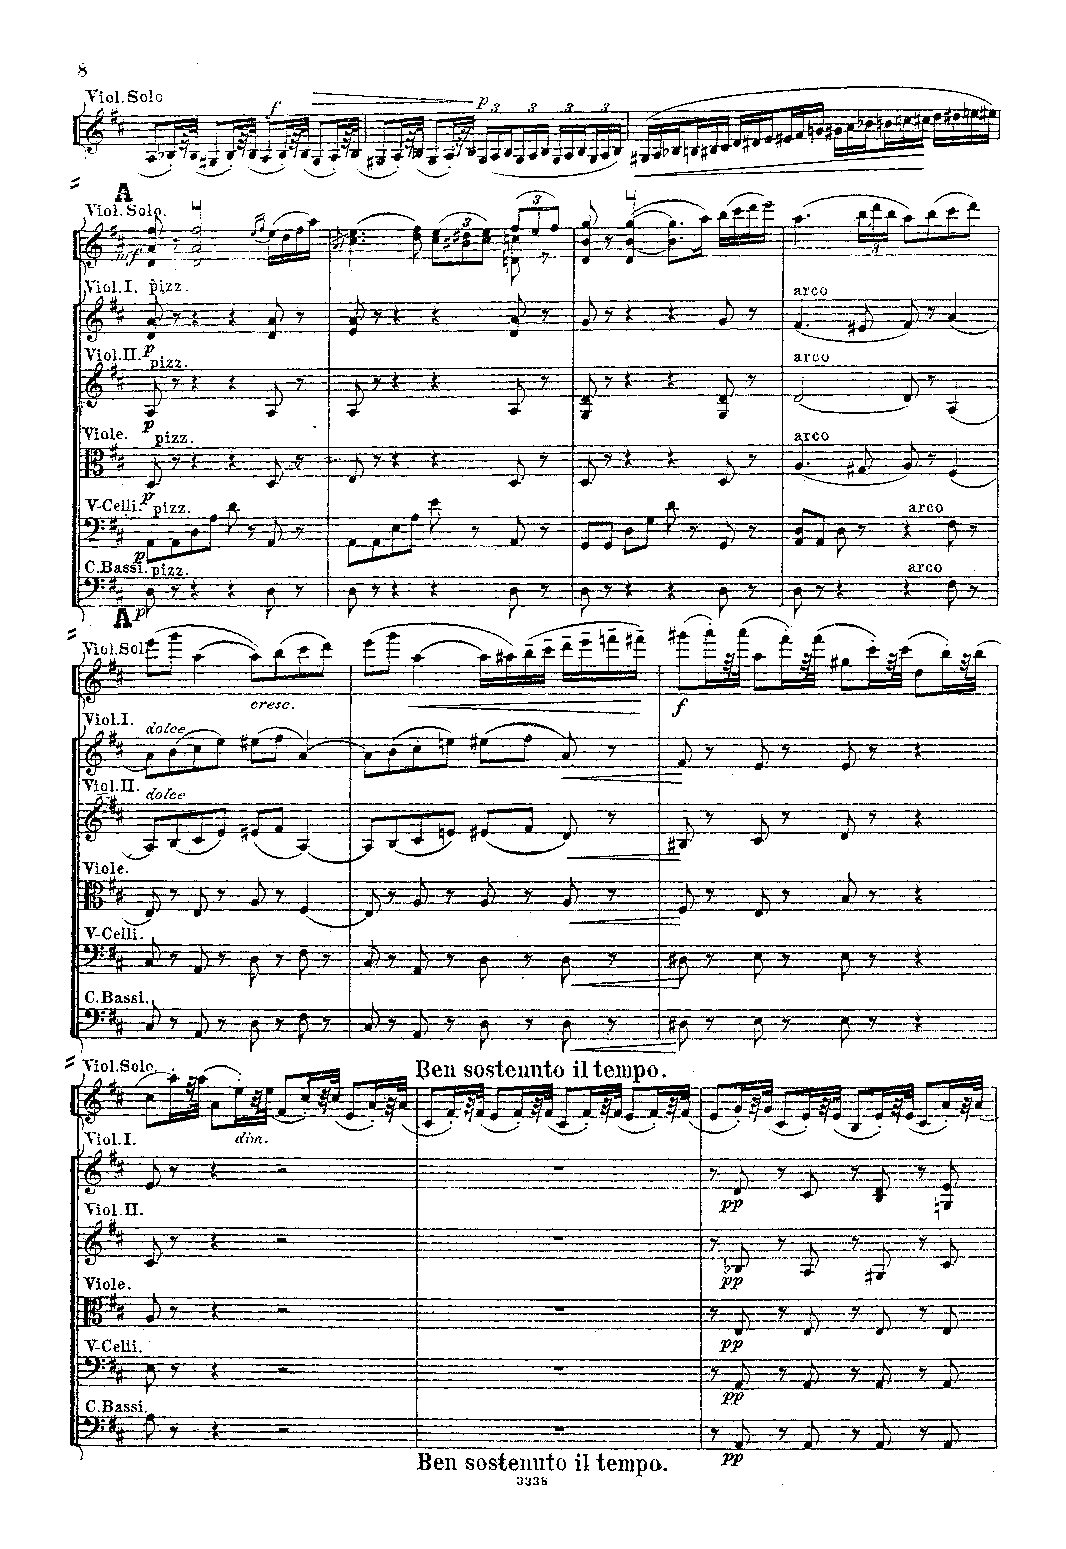 8
Viol.Solo
f
p 3 3 3 3
A
Viol.Solo.
mf
3
3
3
Viol.I. pizz.
arco
p
Viol.II.
pizz.
arco
p
Viole.
pizz.
arco
p
V-Celli.
pizz.
arco
p
C.Bassi.
pizz.
arco
A p
Viol.Sol
cresc.
f
Viol.I.
dolce
Viol.II.
dolce
Viole.
V-Celli.
C.Bassi.
Viol.Solo.
Ben sostenuto il tempo.
dim.
Viol.I.
pp
Viol.II.
pp
Viole.
pp
V-Celli.
pp
C.Bassi.
pp
Ben sostenuto il tempo.
3338